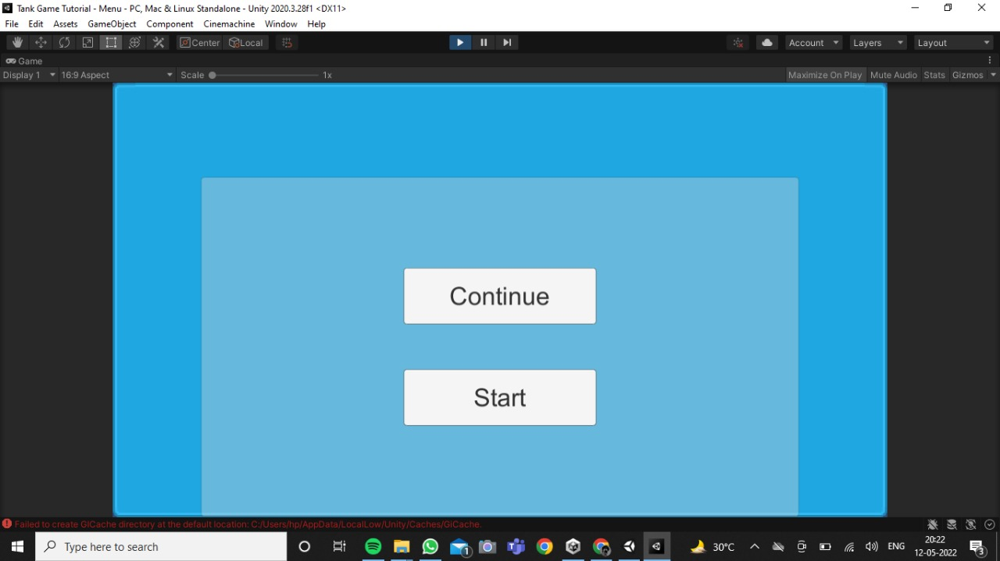 Tank Game Tutorial - Menu - PC, Mac & Linux Standalone - Unity 2020.3.28f1 <DX11>
File Edit Assets GameObject Component Cinemachine Window Help
Center Local Account Layers Layout
Game
Display 1 16:9 Aspect Scale 1x Maximize On Play Mute Audio Stats Gizmos
Continue
Start
Failed to create GICache directory at the default location: C:/Users/hp/AppData/LocalLow/Unity/Caches/GiCache.
Type here to search 1 30°C ENG 20:22
12-05-2022 3